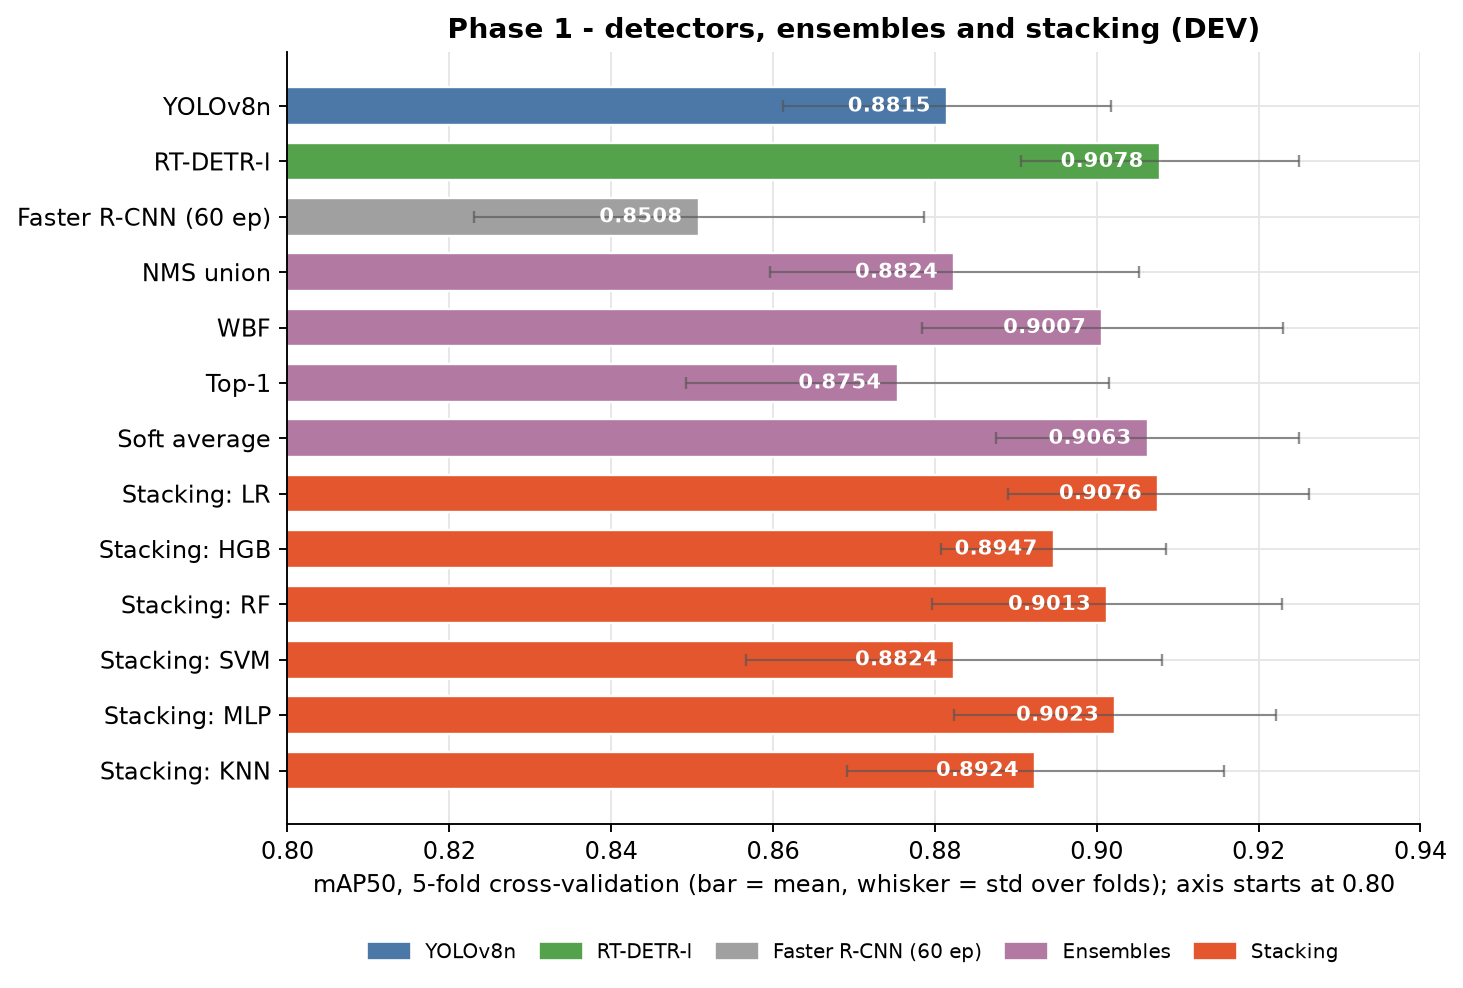 Phase 1 - detectors, ensembles and stacking (DEV)
YOLOv8n 0.8815
RT-DETR-l 0.9078
Faster R-CNN (60 ep) 0.8508
NMS union 0.8824
WBF 0.9007
Top-1 0.8754
Soft average 0.9063
Stacking: LR 0.9076
Stacking: HGB 0.8947
Stacking: RF 0.9013
Stacking: SVM 0.8824
Stacking: MLP 0.9023
Stacking: KNN 0.8924
0.80 0.82 0.84 0.86 0.88 0.90 0.92 0.94
mAP50, 5-fold cross-validation (bar = mean, whisker = std over folds); axis starts at 0.80
YOLOv8n RT-DETR-l Faster R-CNN (60 ep) Ensembles Stacking